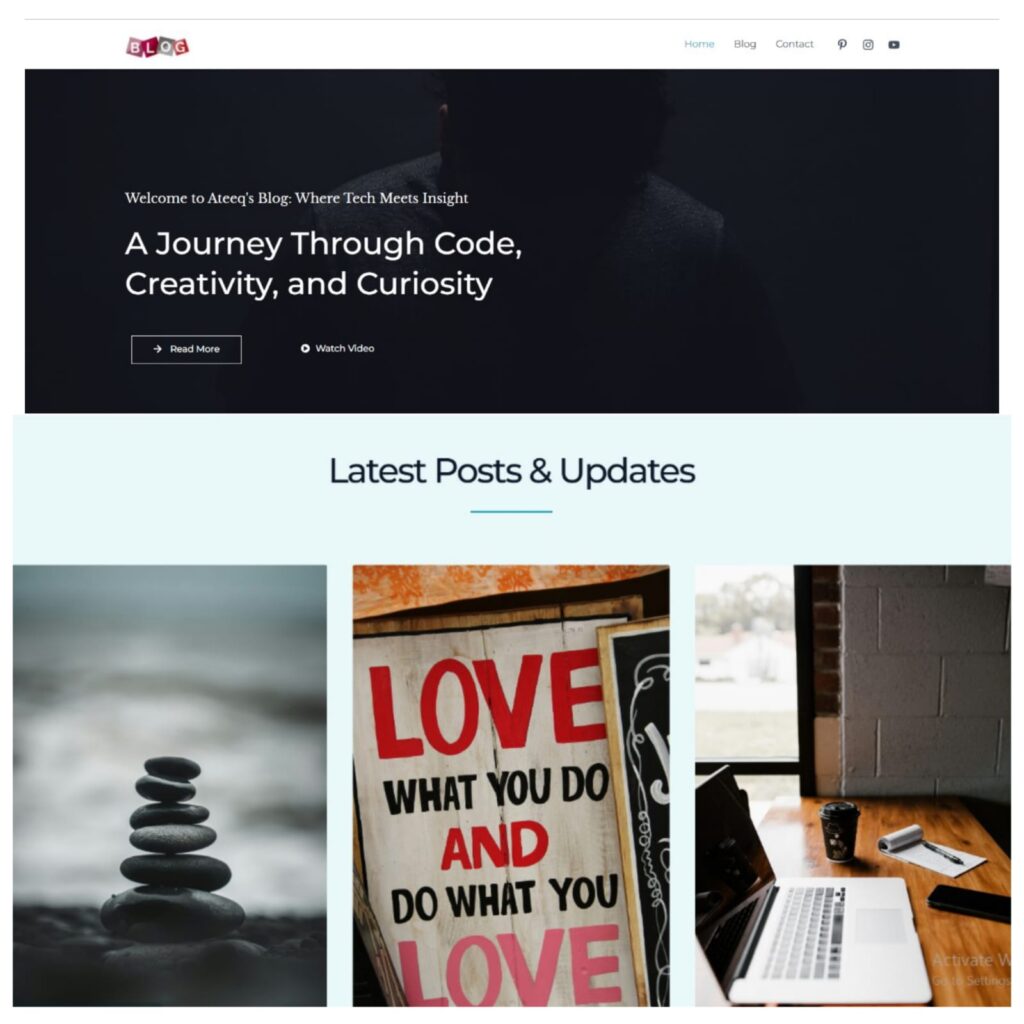 BLOG
Home Blog Contact
Welcome to Ateeq's Blog: Where Tech Meets Insight
A Journey Through Code,
Creativity, and Curiosity
Read More Watch Video
Latest Posts & Updates
LOVE
WHAT YOU DO
AND
DO WHAT YOU
LOVE
Activate W
Go to Settings